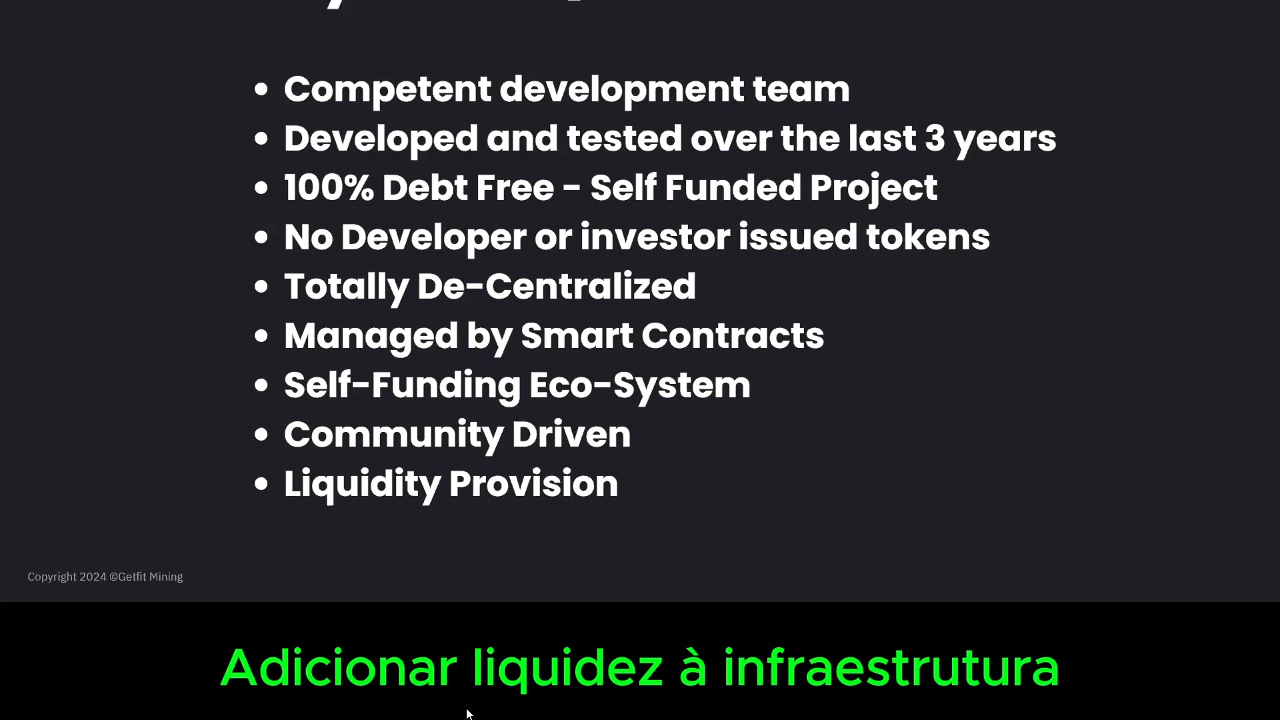 • Competent development team
• Developed and tested over the last 3 years
• 100% Debt Free - Self Funded Project
• No Developer or investor issued tokens
• Totally De-Centralized
• Managed by Smart Contracts
• Self-Funding Eco-System
• Community Driven
• Liquidity Provision
Copyright 2024 ©Getfit Mining
Adicionar liquidez à infraestrutura